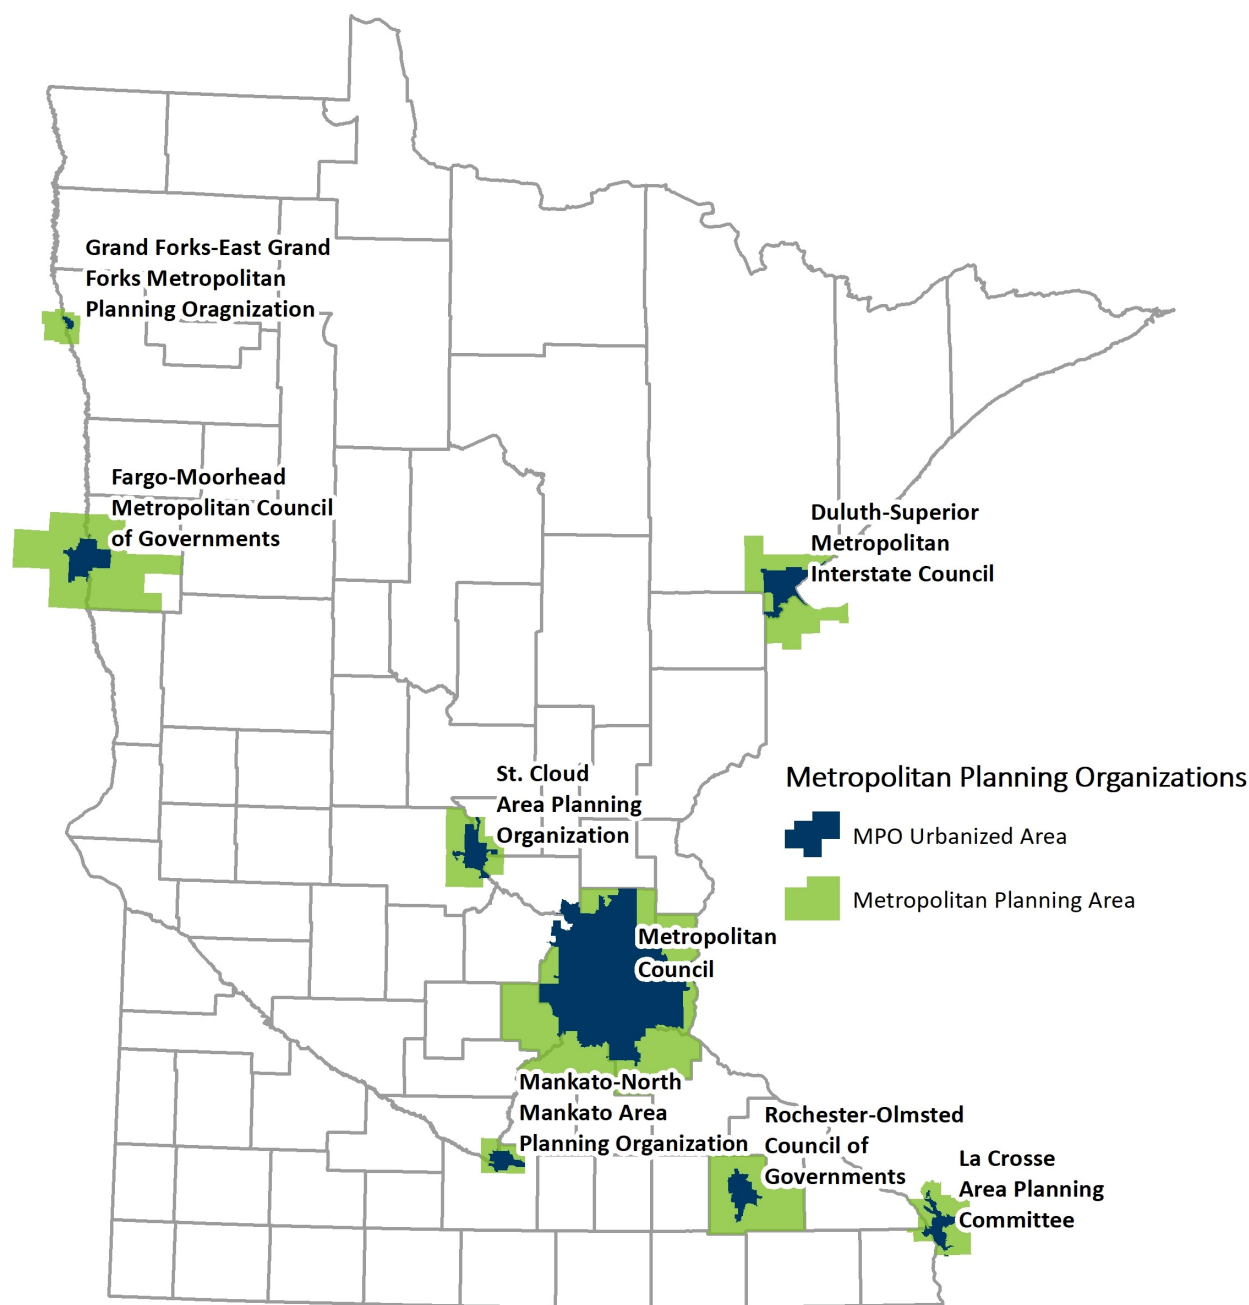 Grand Forks-East Grand
Forks Metropolitan
Planning Oragnization
Fargo-Moorhead
Metropolitan Council
of Governments
Duluth-Superior
Metropolitan
Interstate Council
St. Cloud
Area Planning
Organization
Metropolitan Planning Organizations
MPO Urbanized Area
Metropolitan Planning Area
Metropolitan
Council
Mankato-North
Mankato Area
Planning Organization
Rochester-Olmsted
Council of
Governments
La Crosse
Area Planning
Committee